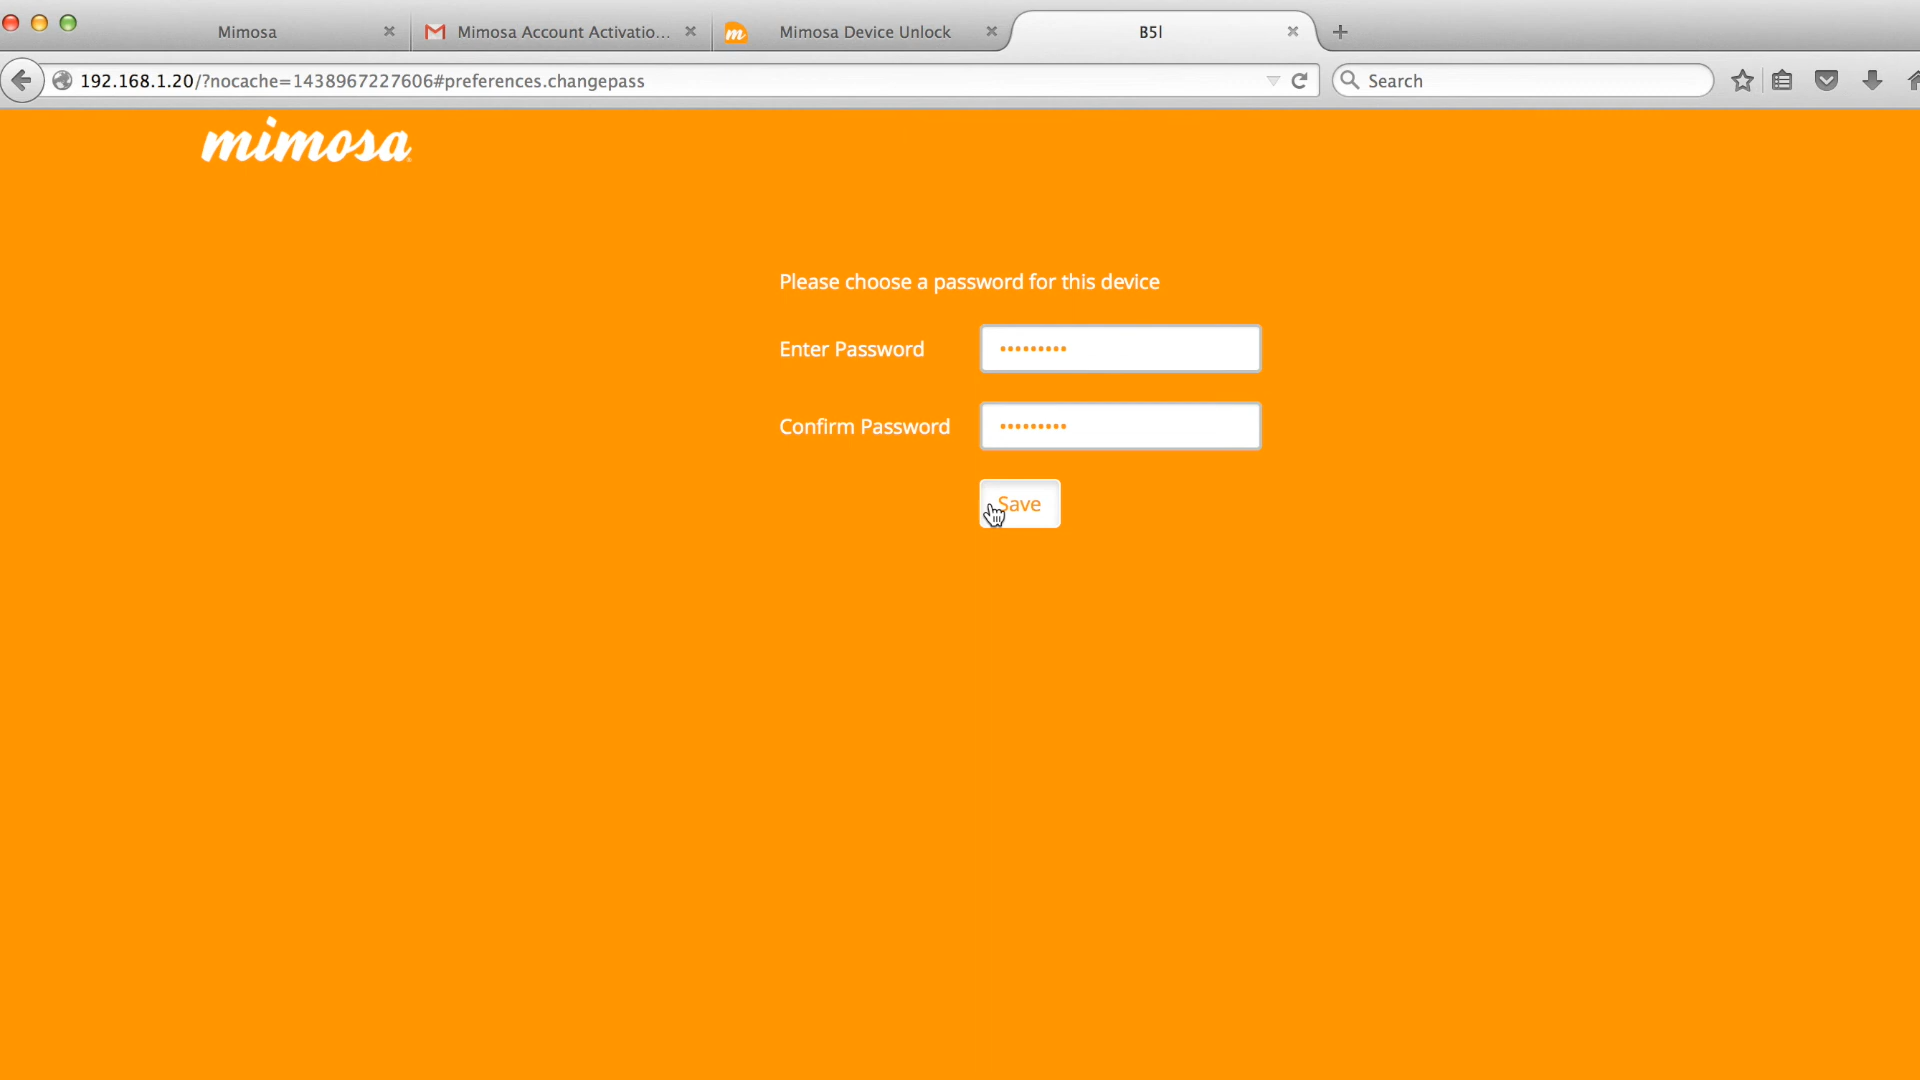 Mimosa
Mimosa Account Activatio...
Mimosa Device Unlock
B5l
192.168.1.20/?nocache=1438967227606#preferences.changepass
Search
mimosa
Please choose a password for this device
Enter Password •••••••••
Confirm Password •••••••••
Save